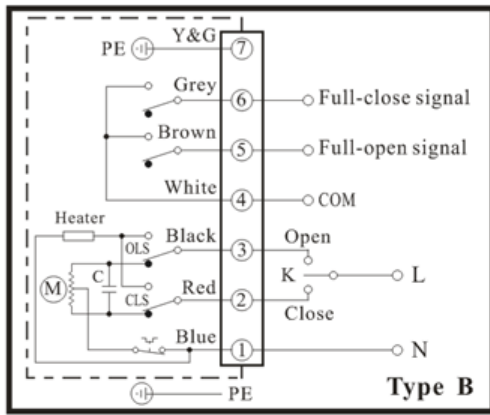 Y&G
PE 7
Grey 6 Full-close signal
Brown 5 Full-open signal
White 4 COM
Heater
OLS Black 3 Open
M C K L
CLS Red 2 Close
Blue 1 N
PE
Type B